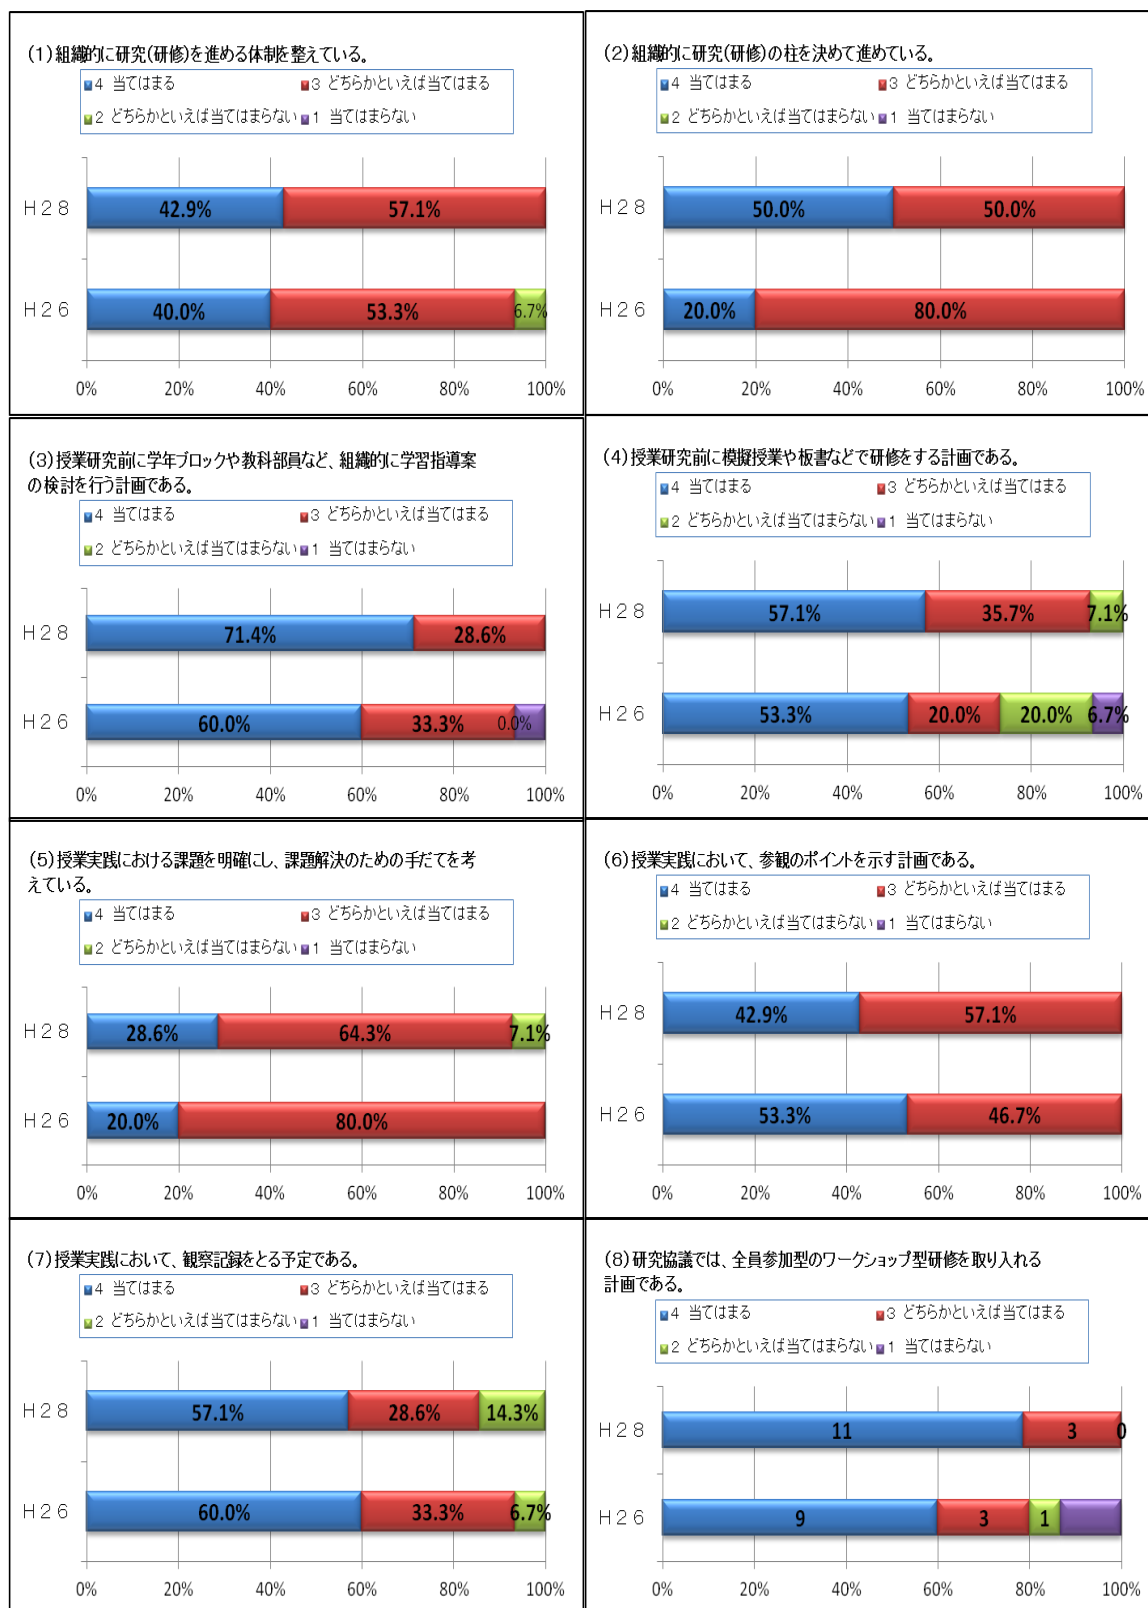 (1)組織的に研究(研修)を進める体制を整えている。
■4 当てはまる ■3 どちらかといえば当てはまる
■2 どちらかといえば当てはまらない ■1 当てはまらない
H28 42.9% 57.1%
H26 40.0% 53.3% 6.7%
0% 20% 40% 60% 80% 100%
(2)組織的に研究(研修)の柱を決めて進めている。
■4 当てはまる ■3 どちらかといえば当てはまる
■2 どちらかといえば当てはまらない ■1 当てはまらない
H28 50.0% 50.0%
H26 20.0% 80.0%
0% 20% 40% 60% 80% 100%
(3)授業研究前に学年ブロックや教科部員など、組織的に学習指導案
の検討を行う計画である。
■4 当てはまる ■3 どちらかといえば当てはまる
■2 どちらかといえば当てはまらない ■1 当てはまらない
H28 71.4% 28.6%
H26 60.0% 33.3% 0.0%
0% 20% 40% 60% 80% 100%
(4)授業研究前に模擬授業や板書などで研修をする計画である。
■4 当てはまる ■3 どちらかといえば当てはまる
■2 どちらかといえば当てはまらない ■1 当てはまらない
H28 57.1% 35.7% 7.1%
H26 53.3% 20.0% 20.0% 6.7%
0% 20% 40% 60% 80% 100%
(5)授業実践における課題を明確にし、課題解決のための手だてを考
えている。
■4 当てはまる ■3 どちらかといえば当てはまる
■2 どちらかといえば当てはまらない ■1 当てはまらない
H28 28.6% 64.3% 7.1%
H26 20.0% 80.0%
0% 20% 40% 60% 80% 100%
(6)授業実践において、参観のポイントを示す計画である。
■4 当てはまる ■3 どちらかといえば当てはまる
■2 どちらかといえば当てはまらない ■1 当てはまらない
H28 42.9% 57.1%
H26 53.3% 46.7%
0% 20% 40% 60% 80% 100%
(7)授業実践において、観察記録をとる予定である。
■4 当てはまる ■3 どちらかといえば当てはまる
■2 どちらかといえば当てはまらない ■1 当てはまらない
H28 57.1% 28.6% 14.3%
H26 60.0% 33.3% 6.7%
0% 20% 40% 60% 80% 100%
(8)研究協議では、全員参加型のワークショップ型研修を取り入れる
計画である。
■4 当てはまる ■3 どちらかといえば当てはまる
■2 どちらかといえば当てはまらない ■1 当てはまらない
H28 11 3 0
H26 9 3 1
0% 20% 40% 60% 80% 100%